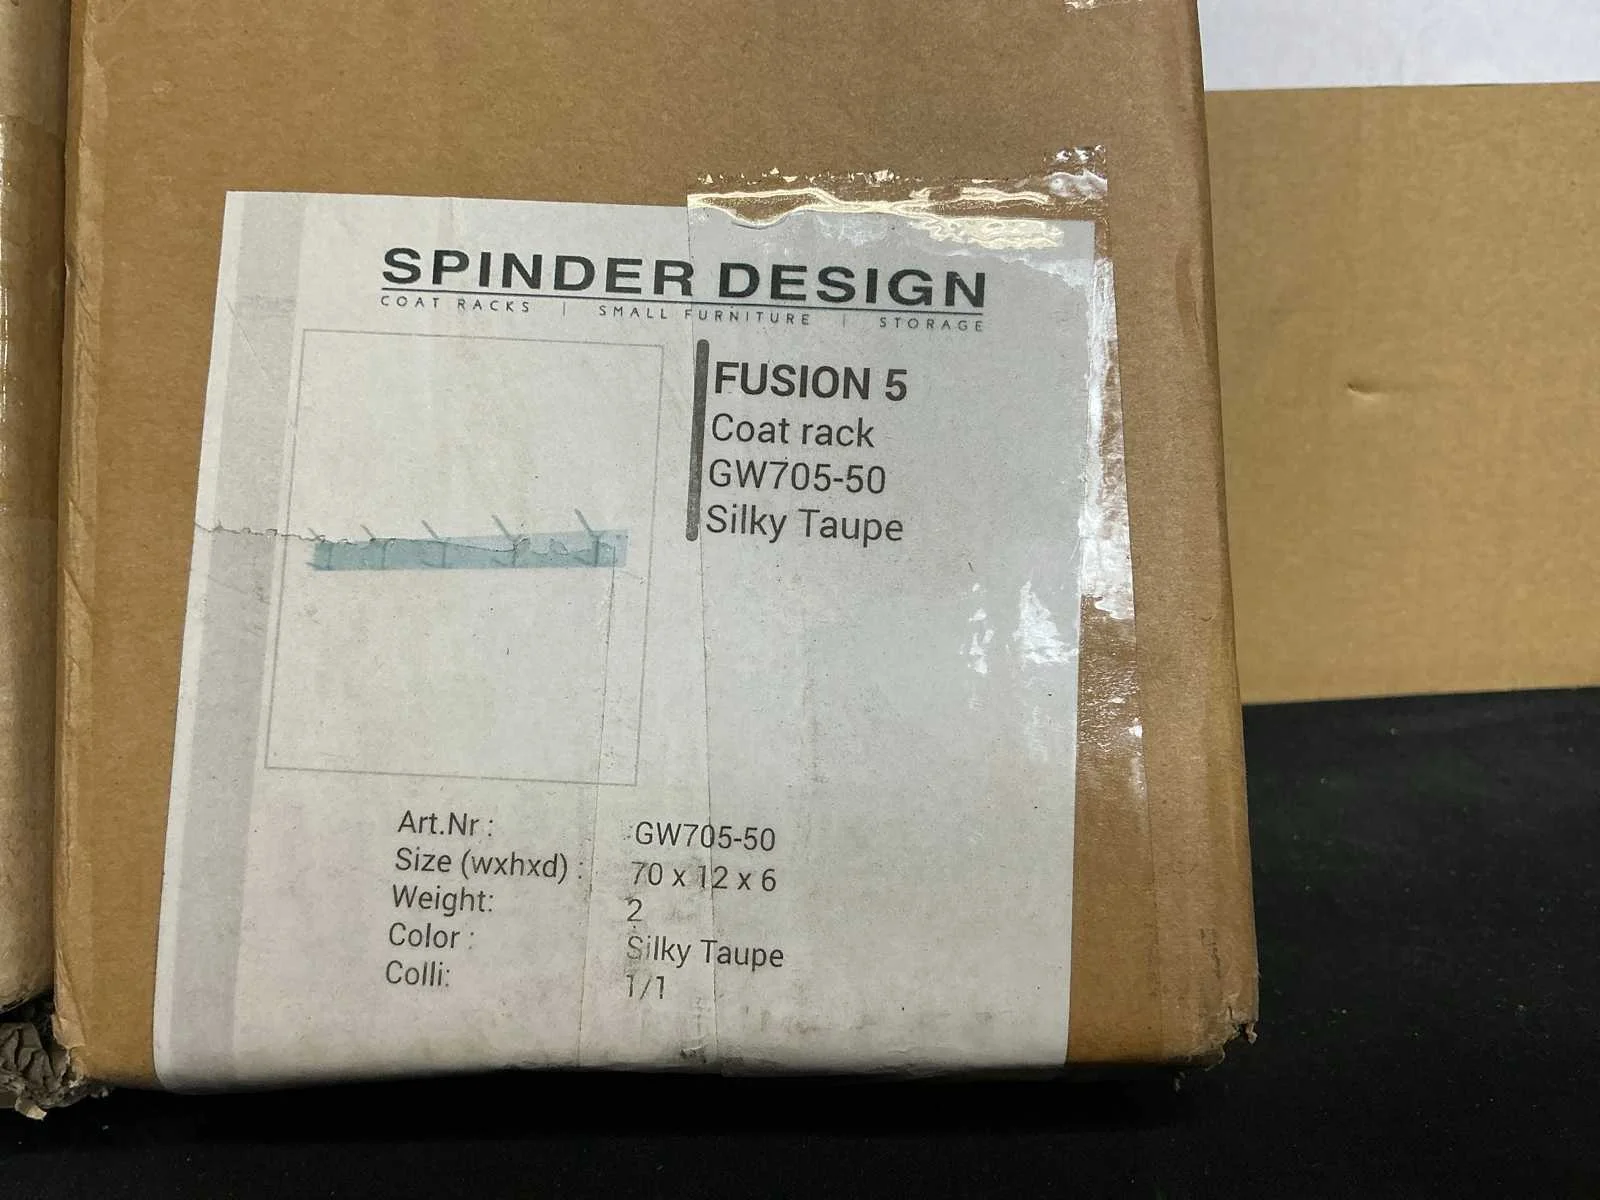 SPINDER DESIGN
COAT RACKS | SMALL FURNITURE | STORAGE
FUSION 5
Coat rack
GW705-50
Silky Taupe
Art.Nr : GW705-50
Size (wxhxd) : 70 x 12 x 6
Weight: 2
Color : Silky Taupe
Colli: 1/1